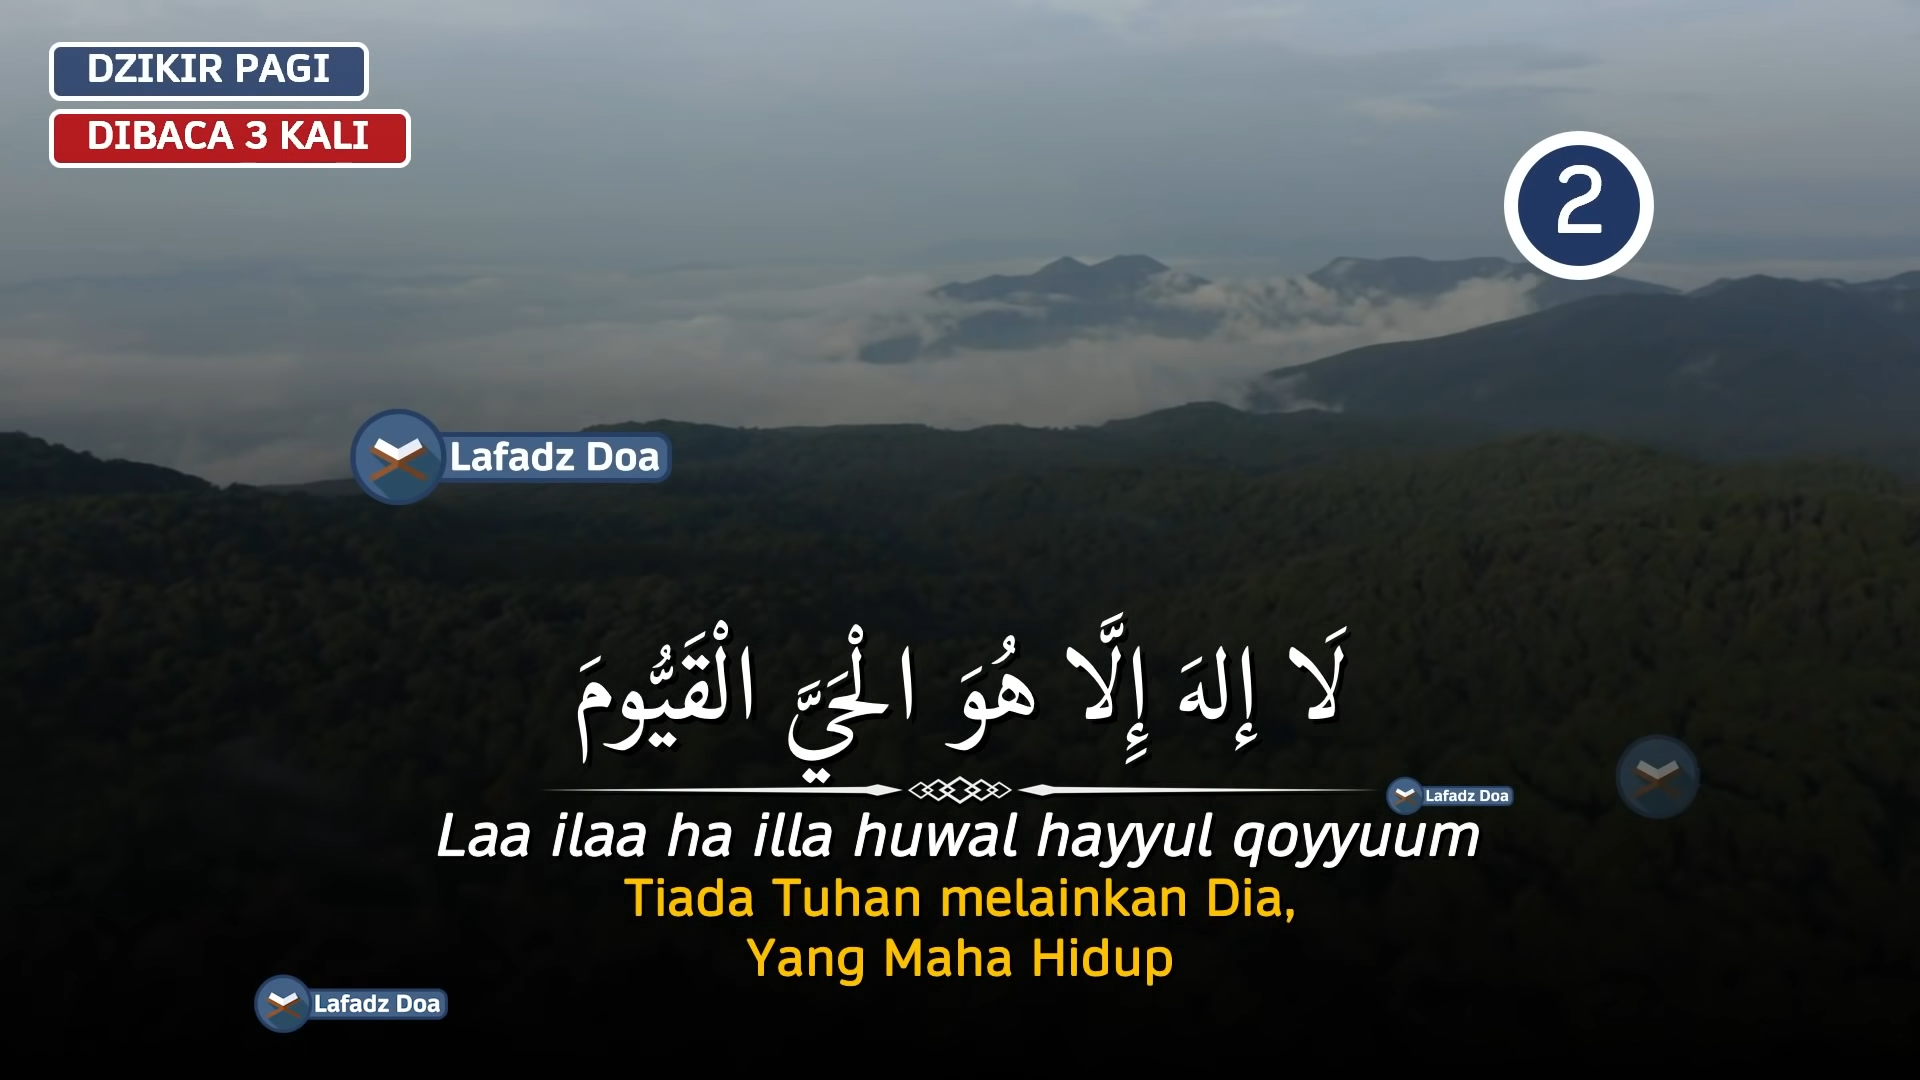 DZIKIR PAGI
DIBACA 3 KALI
2
Lafadz Doa
لَا إِلهَ إِلَّا هُوَ الْحَيَّ الْقَيُّومَ
Lafadz Doa
Laa ilaa ha illa huwal hayyul qoyyuum
Tiada Tuhan melainkan Dia,
Yang Maha Hidup
Lafadz Doa